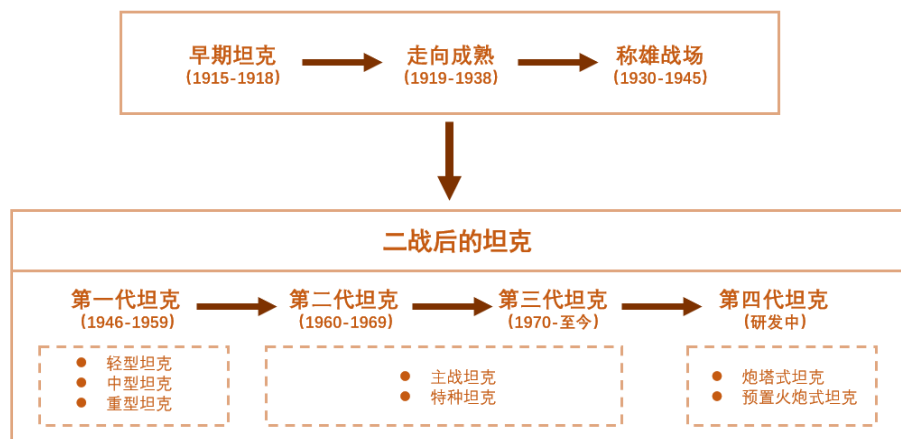 早期坦克
(1915-1918)
走向成熟
(1919-1938)
称雄战场
(1930-1945)
二战后的坦克
第一代坦克
(1946-1959)
第二代坦克
(1960-1969)
第三代坦克
(1970-至今)
第四代坦克
(研发中)
轻型坦克
中型坦克
重型坦克
主战坦克
特种坦克
炮塔式坦克
预置火炮式坦克